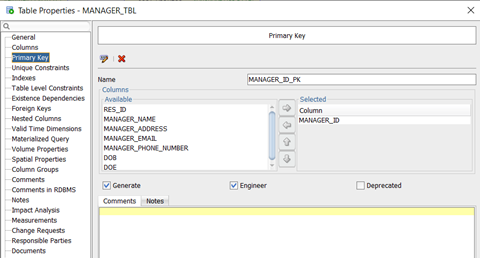 Table Properties - MANAGER_TBL
General
Columns
Primary Key
Unique Constraints
Indexes
Table Level Constraints
Existence Dependencies
Foreign Keys
Nested Columns
Valid Time Dimensions
Materialized Query
Volume Properties
Spatial Properties
Column Groups
Comments
Comments in RDBMS
Notes
Impact Analysis
Measurements
Change Requests
Responsible Parties
Documents
Primary Key
Name
MANAGER_ID_PK
Columns
Available
RES_ID
MANAGER_NAME
MANAGER_ADDRESS
MANAGER_EMAIL
MANAGER_PHONE_NUMBER
DOB
DOE
Selected
Column
MANAGER_ID
Generate
Engineer
Deprecated
Comments
Notes